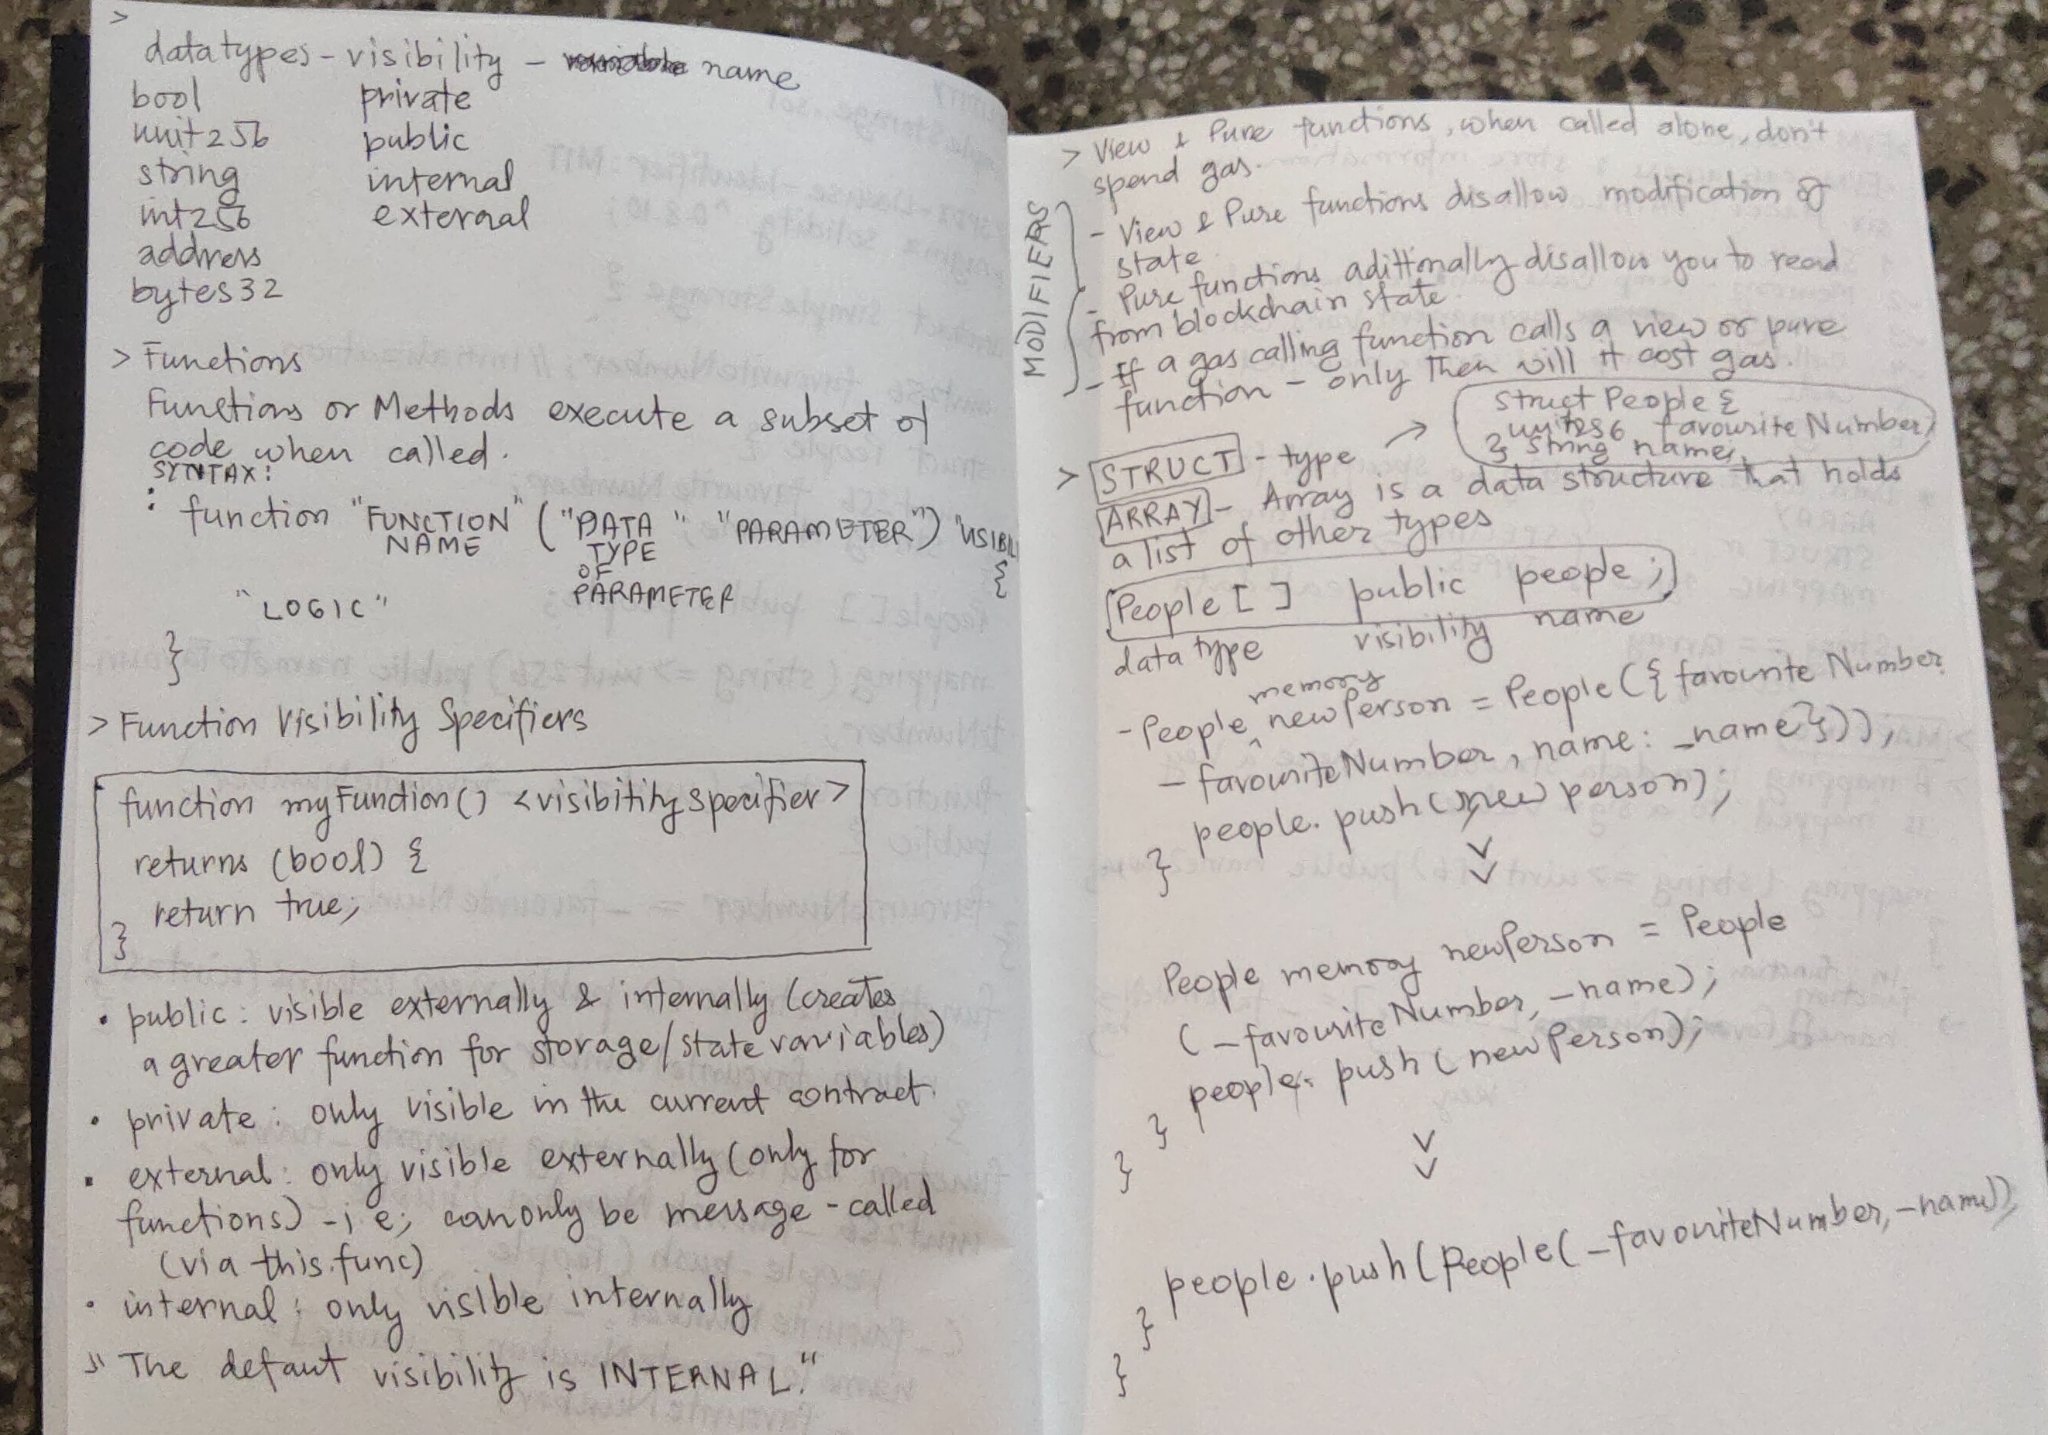 >
datatypes - visibility - name
bool private
uuit256 public
string internal
int256 external
address
bytes32
> Functions
Functions or Methods execute a subset of
code when called.
SYNTAX:
: function "FUNCTION NAME" ("DATA TYPE OF PARAMETER", "PARAMETER") "VISIBILI
{
"LOGIC"
}
> Function Visibility Specifiers
function myFunction() <visibitity specifier>
returns (bool) {
return true;
}
• public: visible externally & internally (creates
a greater function for storage/state variables)
• private: only visible in the current contract.
• external: only visible externally (only for
functions) - i e; can only be message - called
(via this.func)
• internal: only visible internally
" The defaut visibility is INTERNAL."
> View & Pure functions, when called alone, don't
spend gas.
MODIFIERS
- View & Pure functions disallow modification of
state.
- Pure functions adittonally disallow you to read
from blockchain state.
- If a gas calling function calls a view or pure
function - only then will it cost gas.
struct People {
uuit256 favouriteNumber;
} string name;
> STRUCT - type →
ARRAY - Array is a data structure that holds
a list of other types
People [ ] public people;
data type visibility name
memory
- People ^ newPerson = People ({ favourite Number
_favouriteNumber, name: _name}));
people. push(new person);
}
People memory newPerson = People
(_favouriteNumber, _name);
people. push (newPerson);
}
}
people.push(People(_favouriteNumber, _name));
}
}